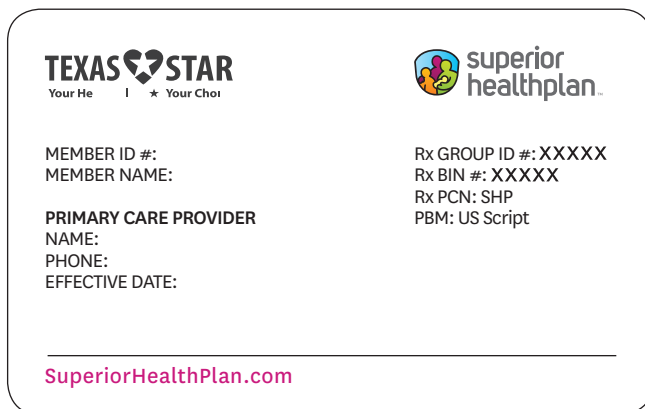 TEXAS STAR
Your He l ★ Your Choi
superior
healthplan™
MEMBER ID #:
MEMBER NAME:
PRIMARY CARE PROVIDER
NAME:
PHONE:
EFFECTIVE DATE:
Rx GROUP ID #: XXXXX
Rx BIN #: XXXXX
Rx PCN: SHP
PBM: US Script
SuperiorHealthPlan.com